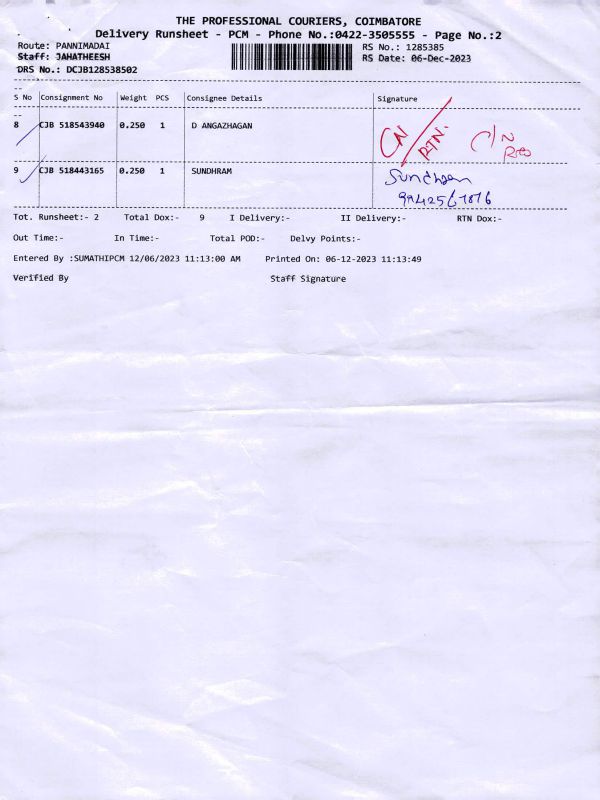 THE PROFESSIONAL COURIERS, COIMBATORE
Delivery Runsheet - PCM - Phone No.:0422-3505555 - Page No.:2
Route: PANNIMADAI RS No.: 1285385
Staff: JAHATHEESH RS Date: 06-Dec-2023
DRS No.: DCJB128538502
S No Consignment No Weight PCS Consignee Details Signature
8 CJB 518543940 0.250 1 D ANGAZHAGAN CN/RTN. C/N
9 CJB 518443165 0.250 1 SUNDHRAM Sundhram
Tot. Runsheet:- 2 Total Dox:- 9 I Delivery:- II Delivery:- RTN Dox:-
Out Time:- In Time:- Total POD:- Delvy Points:-
Entered By :SUMATHIPCM 12/06/2023 11:13:00 AM Printed On: 06-12-2023 11:13:49
Verified By Staff Signature